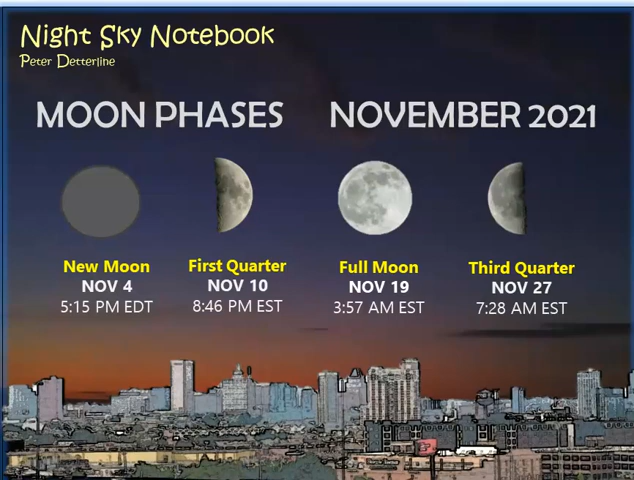 Night Sky Notebook
Peter Detterline
MOON PHASES NOVEMBER 2021
New Moon
NOV 4
5:15 PM EDT
First Quarter
NOV 10
8:46 PM EST
Full Moon
NOV 19
3:57 AM EST
Third Quarter
NOV 27
7:28 AM EST